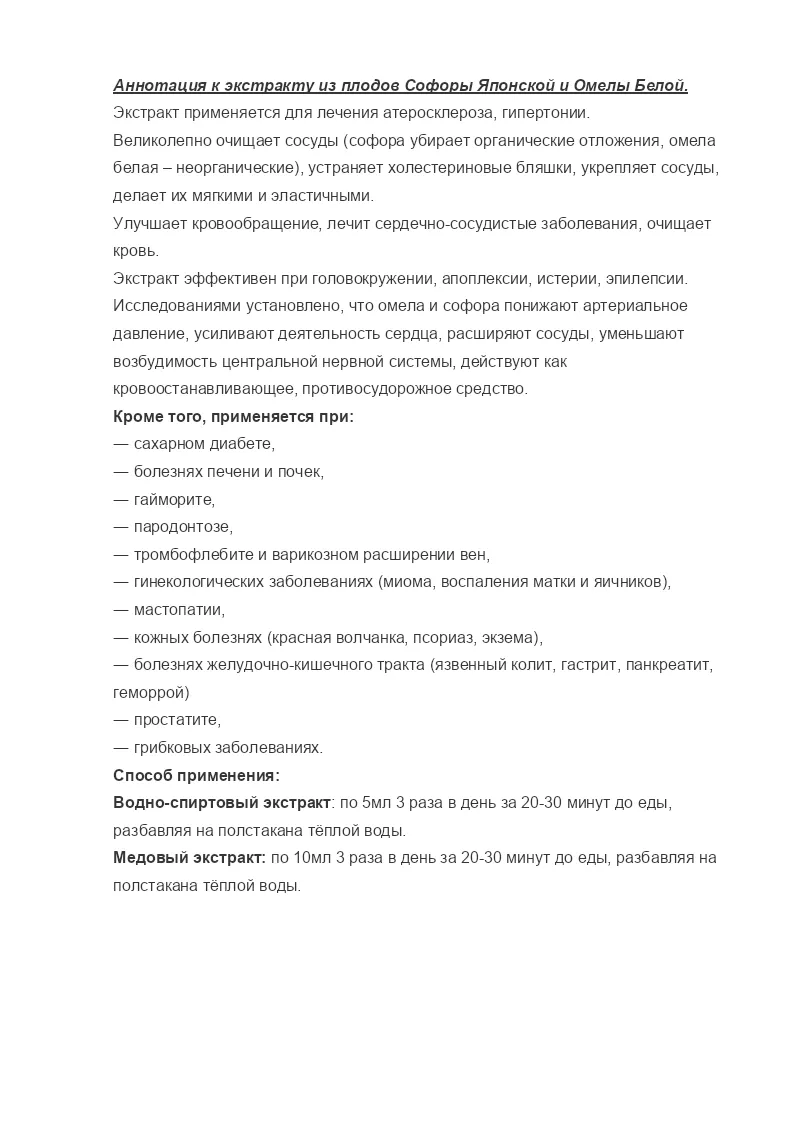 Аннотация к экстракту из плодов Софоры Японской и Омелы Белой.
Экстракт применяется для лечения атеросклероза, гипертонии.
Великолепно очищает сосуды (софора убирает органические отложения, омела
белая – неорганические), устраняет холестериновые бляшки, укрепляет сосуды,
делает их мягкими и эластичными.
Улучшает кровообращение, лечит сердечно-сосудистые заболевания, очищает
кровь.
Экстракт эффективен при головокружении, апоплексии, истерии, эпилепсии.
Исследованиями установлено, что омела и софора понижают артериальное
давление, усиливают деятельность сердца, расширяют сосуды, уменьшают
возбудимость центральной нервной системы, действуют как
кровоостанавливающее, противосудорожное средство.
Кроме того, применяется при:
— сахарном диабете,
— болезнях печени и почек,
— гайморите,
— пародонтозе,
— тромбофлебите и варикозном расширении вен,
— гинекологических заболеваниях (миома, воспаления матки и яичников),
— мастопатии,
— кожных болезнях (красная волчанка, псориаз, экзема),
— болезнях желудочно-кишечного тракта (язвенный колит, гастрит, панкреатит,
геморрой)
— простатите,
— грибковых заболеваниях.
Способ применения:
Водно-спиртовый экстракт: по 5мл 3 раза в день за 20-30 минут до еды,
разбавляя на полстакана тёплой воды.
Медовый экстракт: по 10мл 3 раза в день за 20-30 минут до еды, разбавляя на
полстакана тёплой воды.